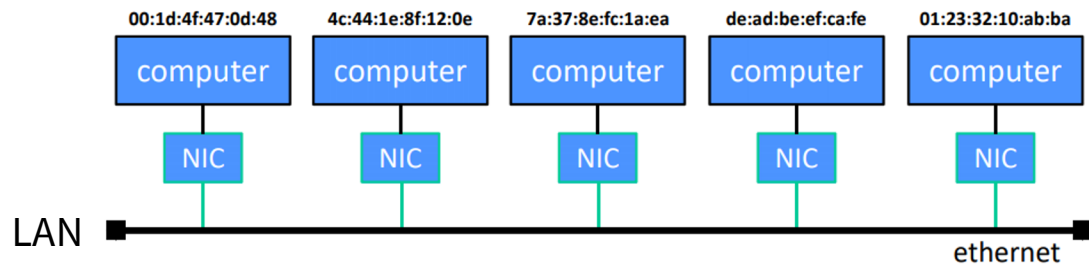 00:1d:4f:47:0d:48 4c:44:1e:8f:12:0e 7a:37:8e:fc:1a:ea de:ad:be:ef:ca:fe 01:23:32:10:ab:ba
computer computer computer computer computer
NIC NIC NIC NIC NIC
LAN
ethernet